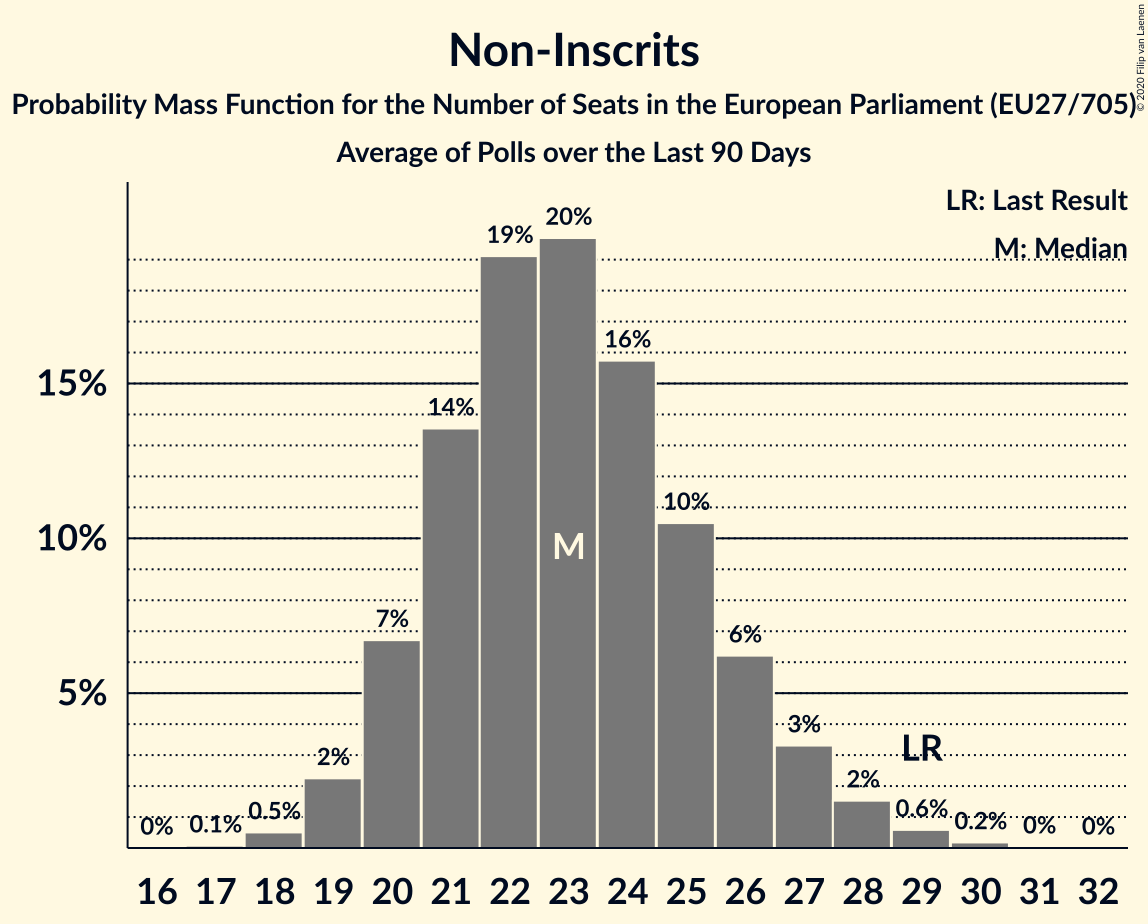 Non-Inscrits
Probability Mass Function for the Number of Seats in the European Parliament (EU27/705)
Average of Polls over the Last 90 Days
© 2020 Filip van Laenen
LR: Last Result
M: Median
15%
10%
5%
0%
0.1%
0.5%
2%
7%
14%
19%
20%
16%
10%
6%
3%
2%
0.6%
0.2%
0%
0%
M
LR
16 17 18 19 20 21 22 23 24 25 26 27 28 29 30 31 32